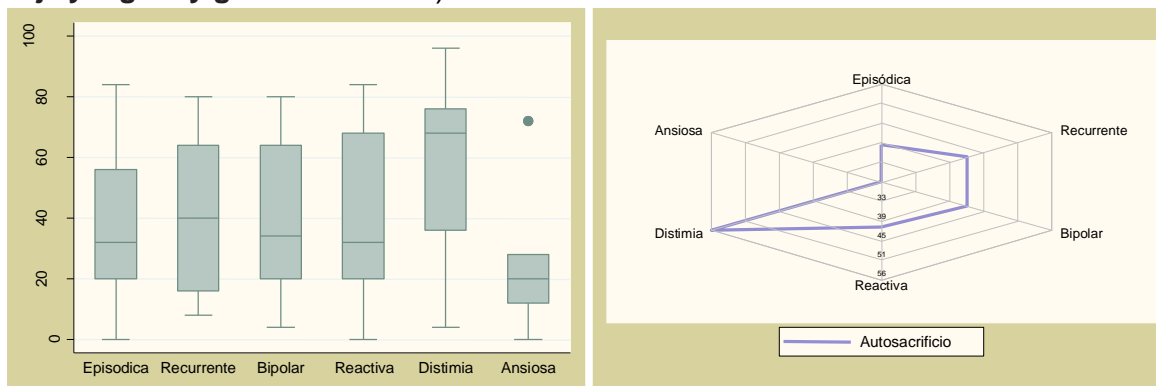 100
80
60
40
20
0
Episodica Recurrente Bipolar Reactiva Distimia Ansiosa
Episódica
Ansiosa
Recurrente
33
39
45
51
56
Distimia
Bipolar
Reactiva
Autosacrificio